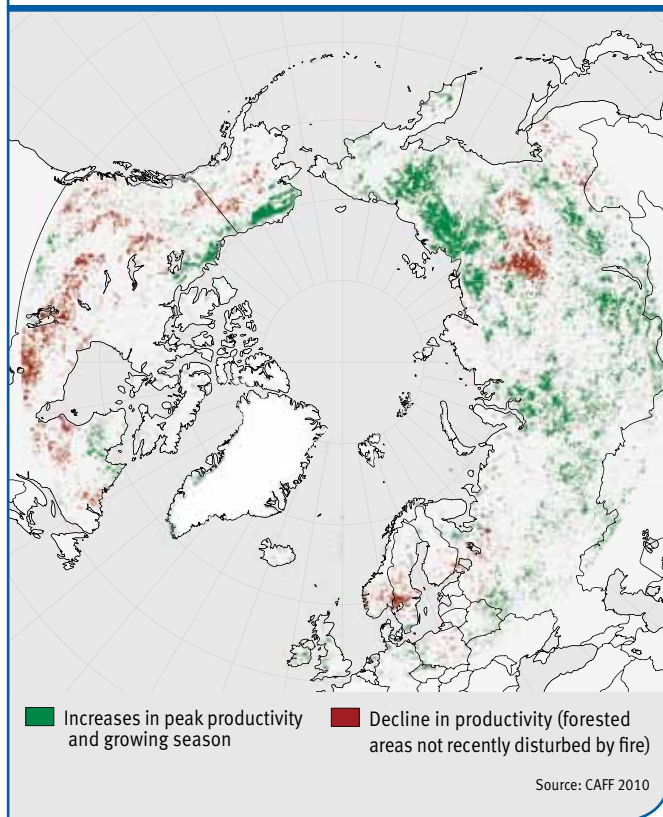 Increases in peak productivity
and growing season
Decline in productivity (forested
areas not recently disturbed by fire)
Source: CAFF 2010